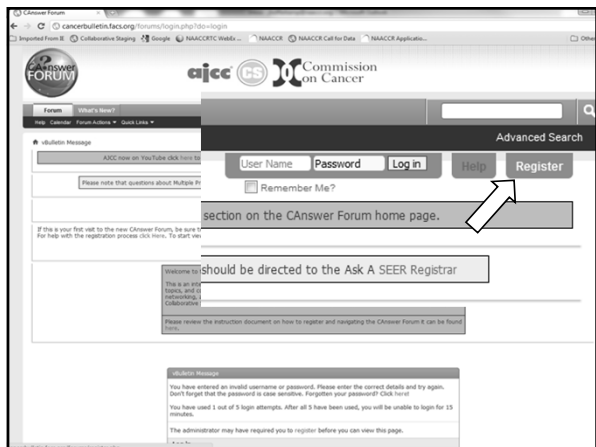 CAnswer Forum
cancerbulletin.facs.org/forums/login.php?do=login
Imported From IE Collaborative Staging Google NAACCRTC WebEx ... NAACCR NAACCR Call for Data NAACCR Applicatio... Other
CAnswer
FORUM
ajcc CS Commission
on Cancer
Forum What's New?
Help Calendar Forum Actions Quick Links
Advanced Search
vBulletin Message
User Name Password Log in Help Register
Remember Me?
AJCC now on YouTube click here to
Please note that questions about Multiple Pr
section on the CAnswer Forum home page.
If this is your first visit to the new CAnswer Forum, be sure t
For help with the registration process click Here. To start vie
should be directed to the Ask A SEER Registrar
Welcome to
This is an inte
topics, and co
networking,
Collaborative
Please review the instruction document on how to register and navigating the CAnswer Forum it can be found
here.
vBulletin Message
You have entered an invalid username or password. Please enter the correct details and try again.
Don't forget that the password is case sensitive. Forgotten your password? Click here!
You have used 1 out of 5 login attempts. After all 5 have been used, you will be unable to login for 15
minutes.
The administrator may have required you to register before you can view this page.